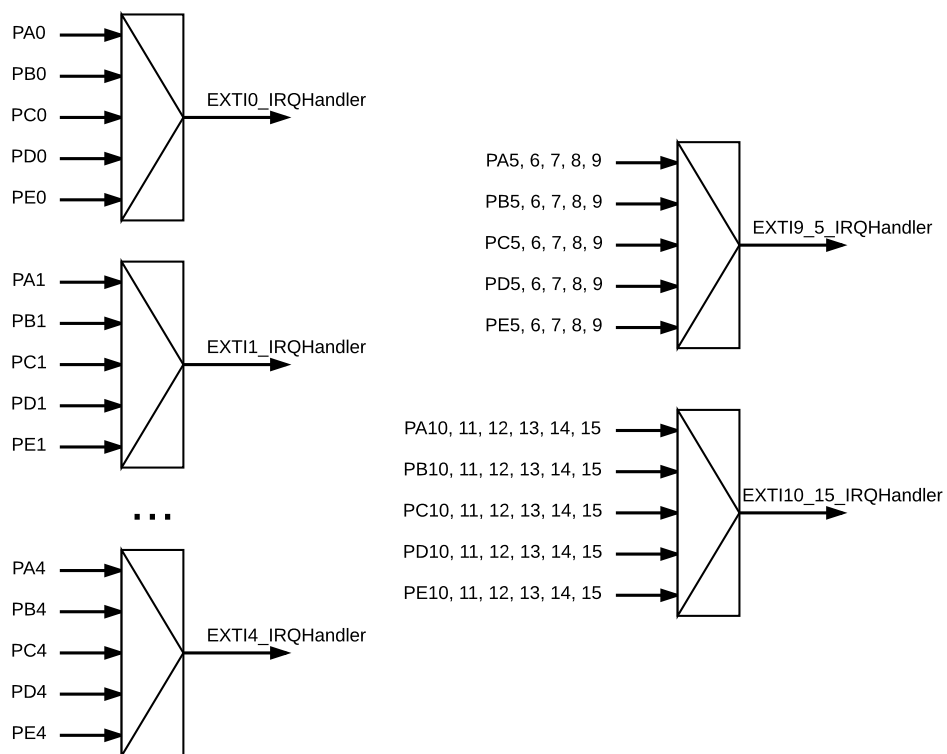 PA0
PB0
PC0
PD0
PE0
EXTI0_IRQHandler
PA1
PB1
PC1
PD1
PE1
EXTI1_IRQHandler
...
PA4
PB4
PC4
PD4
PE4
EXTI4_IRQHandler
PA5, 6, 7, 8, 9
PB5, 6, 7, 8, 9
PC5, 6, 7, 8, 9
PD5, 6, 7, 8, 9
PE5, 6, 7, 8, 9
EXTI9_5_IRQHandler
PA10, 11, 12, 13, 14, 15
PB10, 11, 12, 13, 14, 15
PC10, 11, 12, 13, 14, 15
PD10, 11, 12, 13, 14, 15
PE10, 11, 12, 13, 14, 15
EXTI10_15_IRQHandler